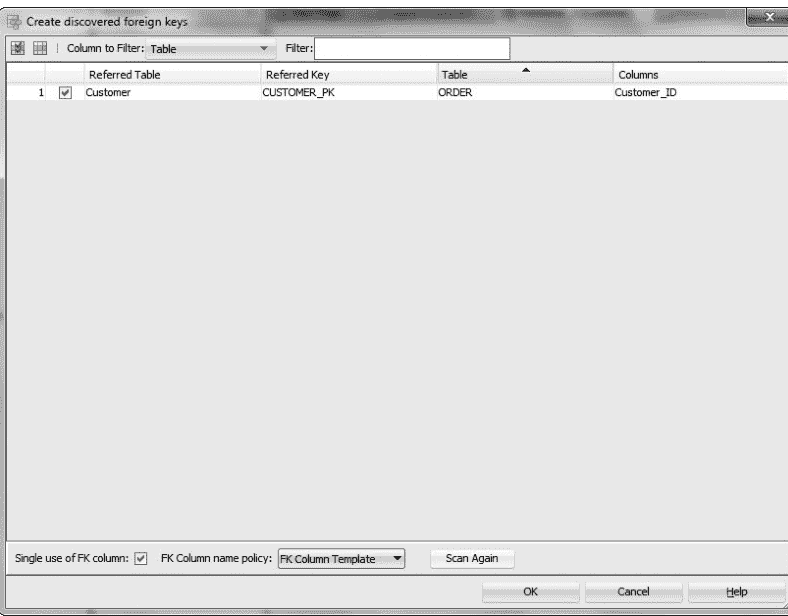 Create discovered foreign keys
Column to Filter: Table Filter:
Referred Table Referred Key Table Columns
1 Customer CUSTOMER_PK ORDER Customer_ID
Single use of FK column: FK Column name policy: FK Column Template Scan Again
OK Cancel Help